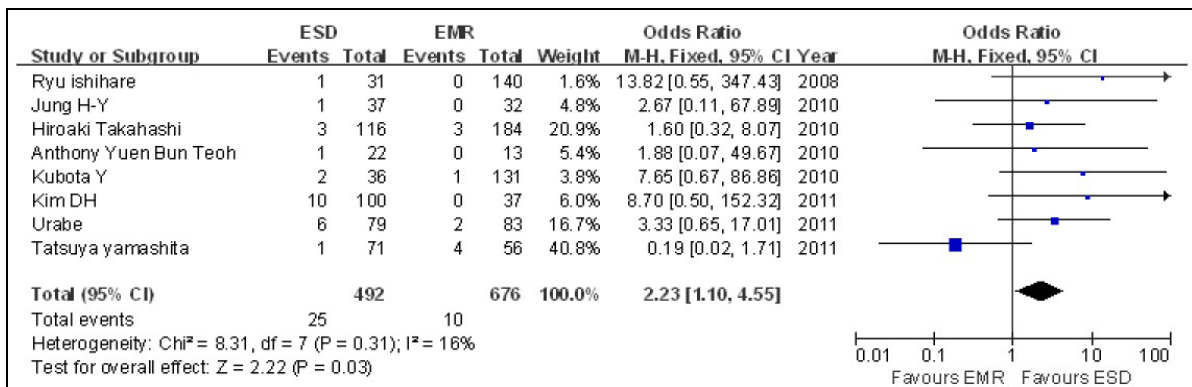 ESD EMR Odds Ratio Odds Ratio
Study or Subgroup Events Total Events Total Weight M-H, Fixed, 95% CI Year M-H, Fixed, 95% CI
Ryu ishihare 1 31 0 140 1.6% 13.82 [0.55, 347.43] 2008
Jung H-Y 1 37 0 32 4.8% 2.67 [0.11, 67.89] 2010
Hiroaki Takahashi 3 116 3 184 20.9% 1.60 [0.32, 8.07] 2010
Anthony Yuen Bun Teoh 1 22 0 13 5.4% 1.88 [0.07, 49.67] 2010
Kubota Y 2 36 1 131 3.8% 7.65 [0.67, 86.86] 2010
Kim DH 10 100 0 37 6.0% 8.70 [0.50, 152.32] 2011
Urabe 6 79 2 83 16.7% 3.33 [0.65, 17.01] 2011
Tatsuya yamashita 1 71 4 56 40.8% 0.19 [0.02, 1.71] 2011
Total (95% CI) 492 676 100.0% 2.23 [1.10, 4.55]
Total events 25 10
Heterogeneity: Chi² = 8.31, df = 7 (P = 0.31); I² = 16%
Test for overall effect: Z = 2.22 (P = 0.03)
0.01 0.1 1 10 100
Favours EMR Favours ESD